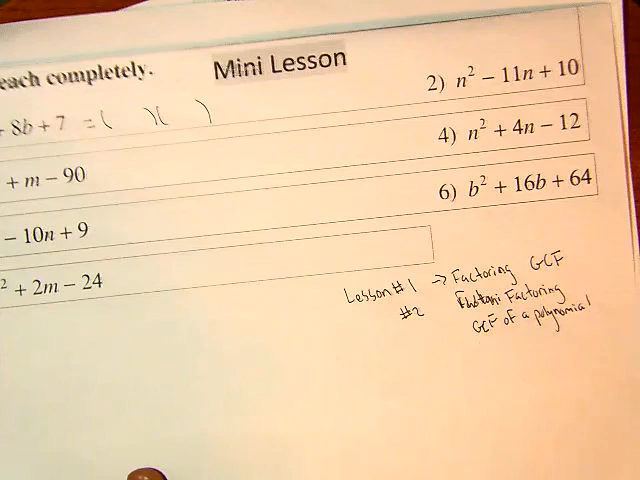 each completely.
Mini Lesson
2) n² − 11n + 10
+ 8b + 7 = ( )( )
4) n² + 4n − 12
+ m − 90
6) b² + 16b + 64
− 10n + 9
² + 2m − 24
Lesson #1 → Factoring GCF
#2 Factoring
GCF of a polynomial